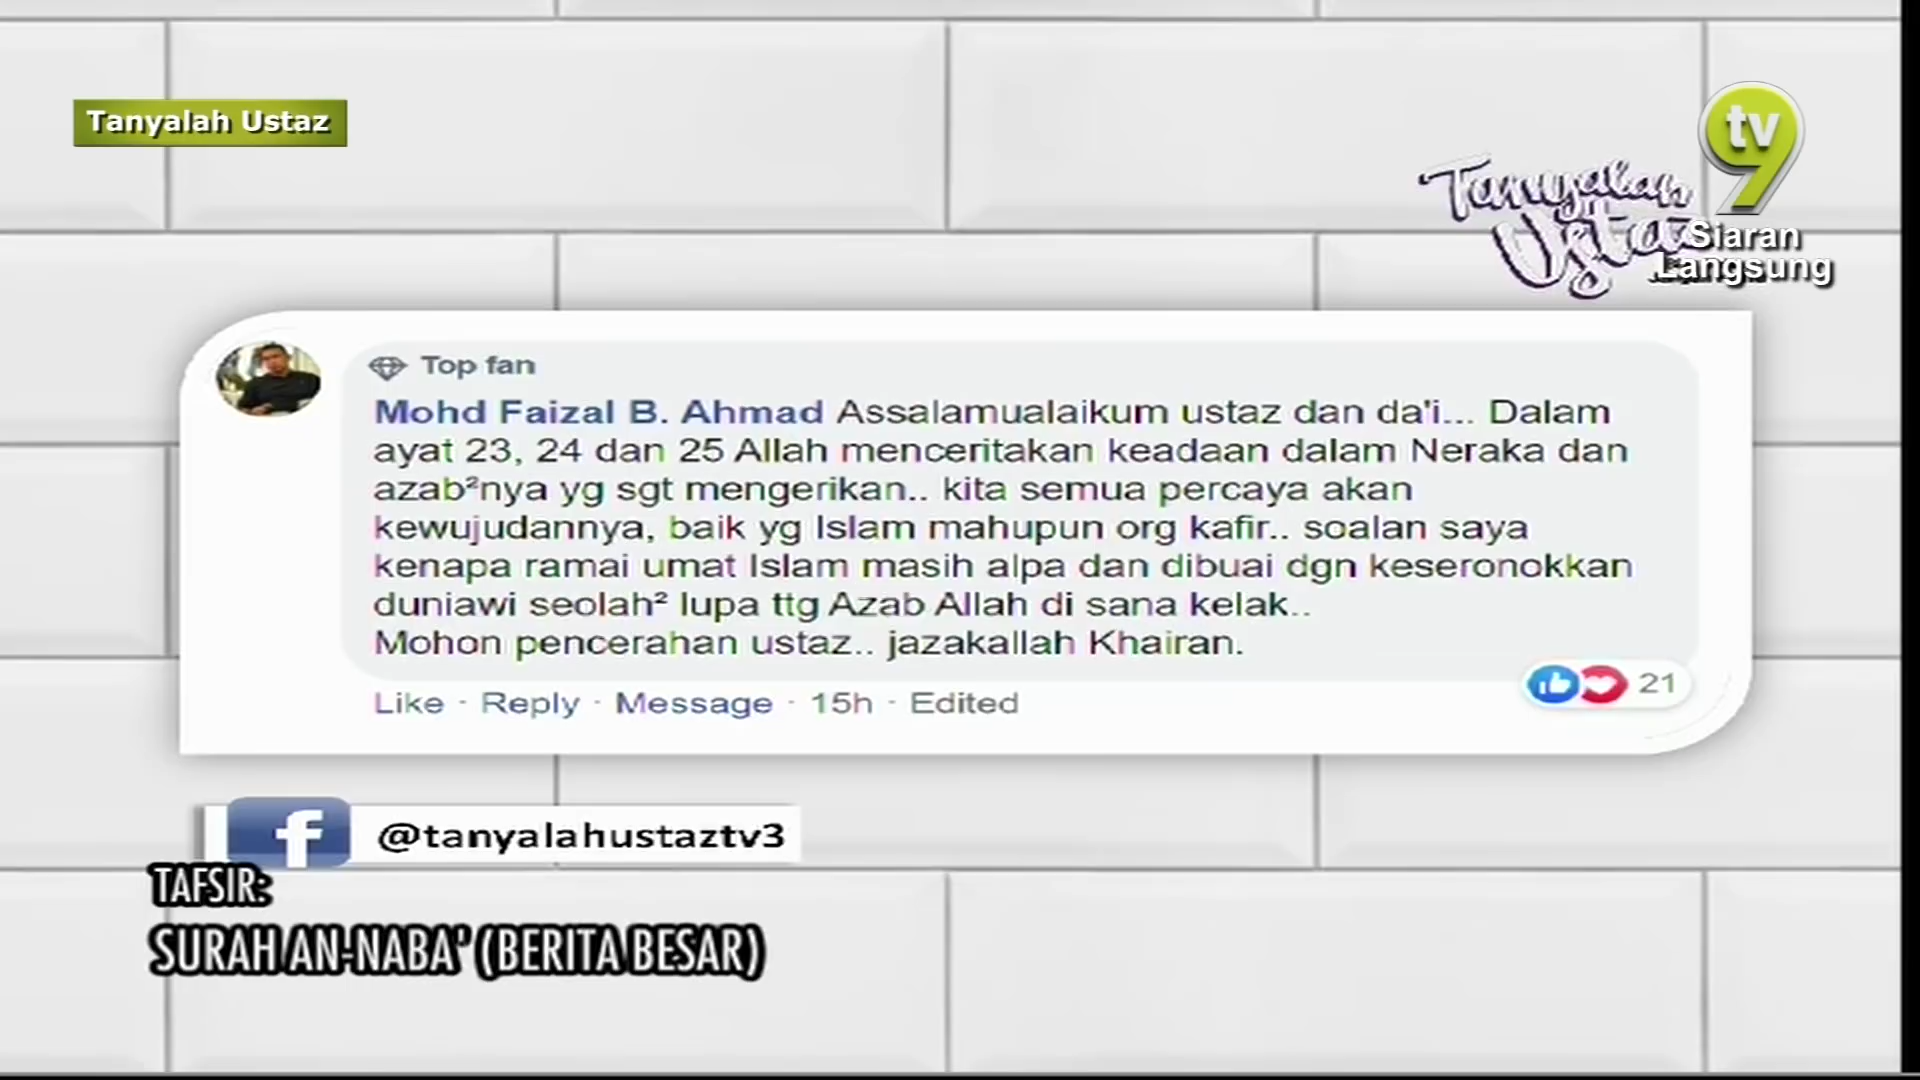 Tanyalah Ustaz
tv9
Tanyalah
Ustaz
Siaran
Langsung
Top fan
Mohd Faizal B. Ahmad Assalamualaikum ustaz dan da'i... Dalam
ayat 23, 24 dan 25 Allah menceritakan keadaan dalam Neraka dan
azab²nya yg sgt mengerikan.. kita semua percaya akan
kewujudannya, baik yg Islam mahupun org kafir.. soalan saya
kenapa ramai umat Islam masih alpa dan dibuai dgn keseronokkan
duniawi seolah² lupa ttg Azab Allah di sana kelak..
Mohon pencerahan ustaz.. jazakallah Khairan.
Like · Reply · Message · 15h · Edited
21
f @tanyalahustaztv3
TAFSIR:
SURAH AN-NABA' (BERITA BESAR)